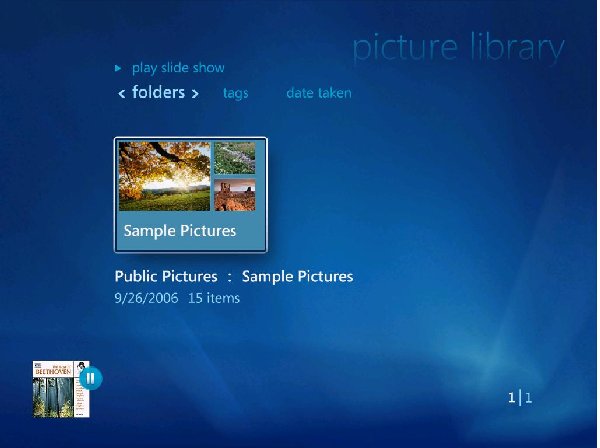 picture library
play slide show
< folders > tags date taken
Sample Pictures
Public Pictures : Sample Pictures
9/26/2006 15 items
BEETHOVEN
1|1